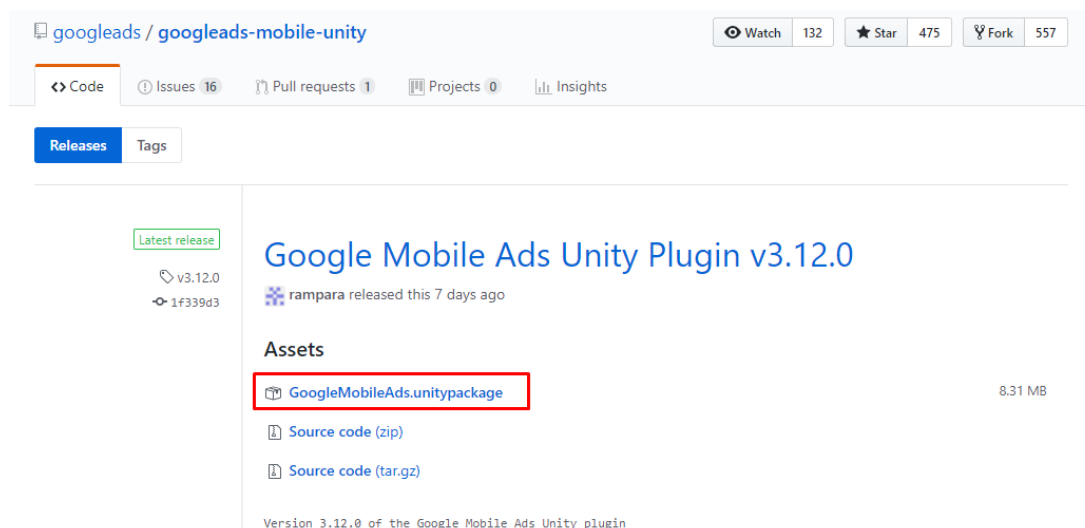 googleads / googleads-mobile-unity
Watch 132 Star 475 Fork 557
Code Issues 16 Pull requests 1 Projects 0 Insights
Releases Tags
Latest release
v3.12.0
1f339d3
Google Mobile Ads Unity Plugin v3.12.0
rampara released this 7 days ago
Assets
GoogleMobileAds.unitypackage 8.31 MB
Source code (zip)
Source code (tar.gz)
Version 3.12.0 of the Google Mobile Ads Unity plugin